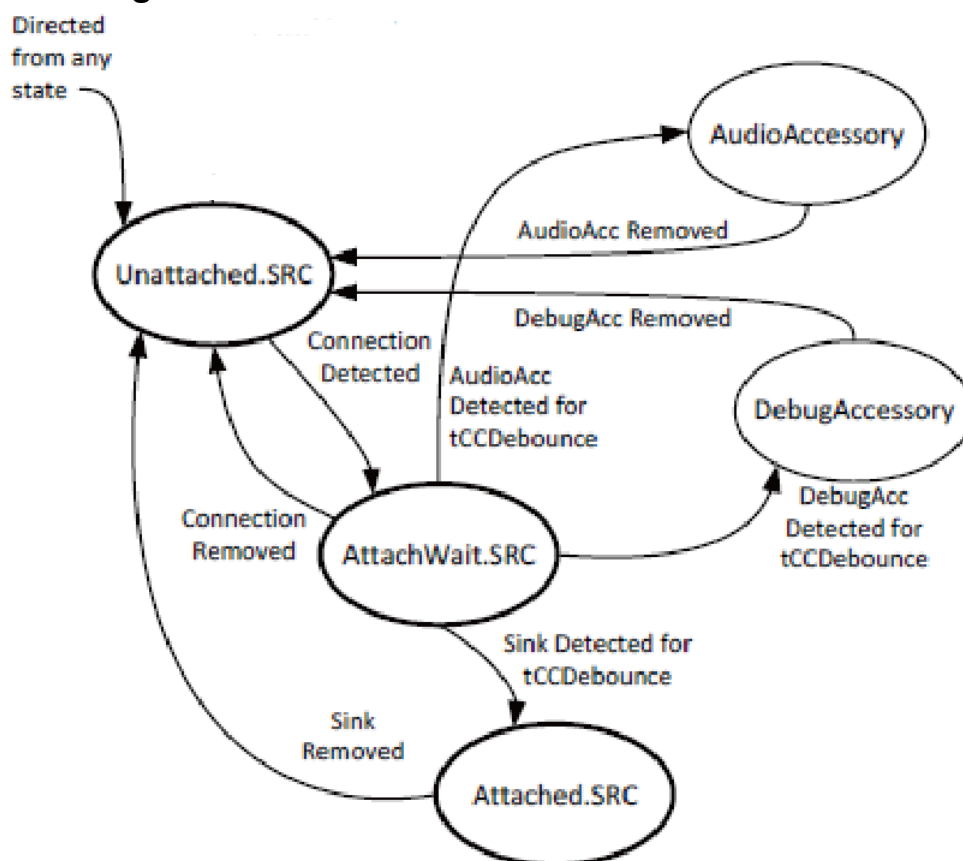 Directed
from any
state
AudioAccessory
AudioAcc Removed
Unattached.SRC
DebugAcc Removed
Connection
Detected
AudioAcc
Detected for
tCCDebounce
DebugAccessory
DebugAcc
Detected for
tCCDebounce
Connection
Removed
AttachWait.SRC
Sink Detected for
tCCDebounce
Sink
Removed
Attached.SRC